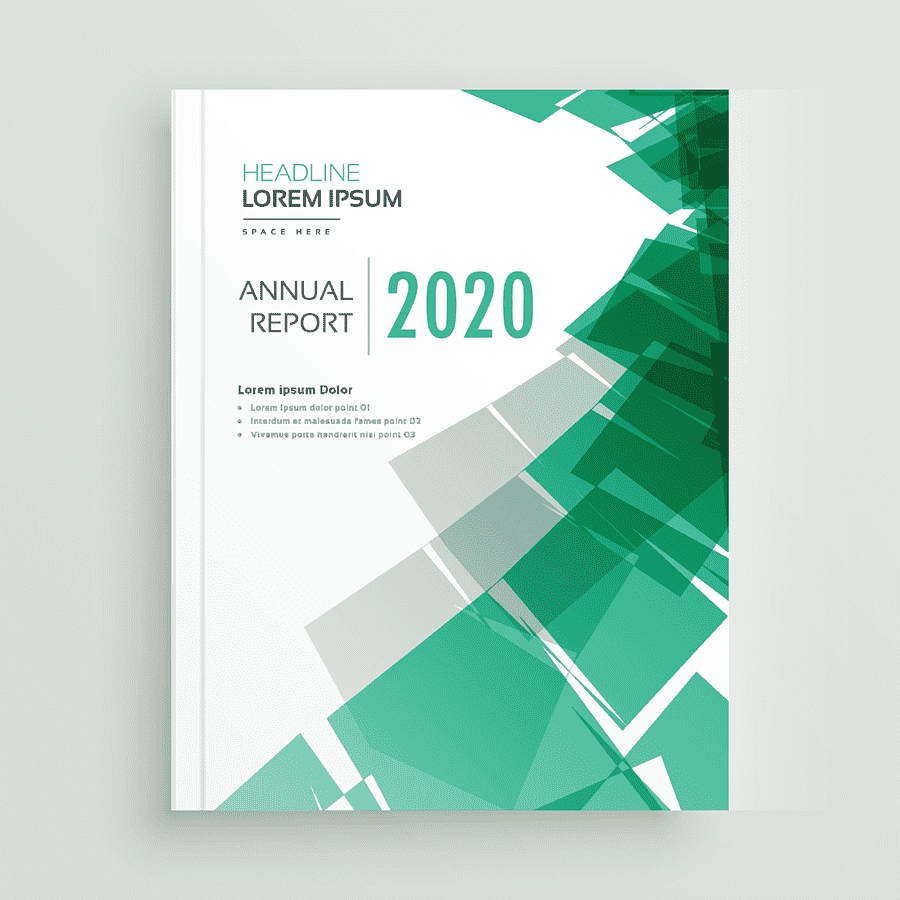 HEADLINE
LOREM IPSUM
SPACE HERE
ANNUAL
REPORT
2020
Lorem ipsum Dolor
Lorem ipsum dolor point 01
Interdum et malesuada fames point 02
Vivamus porta hendrerit nisi point 03